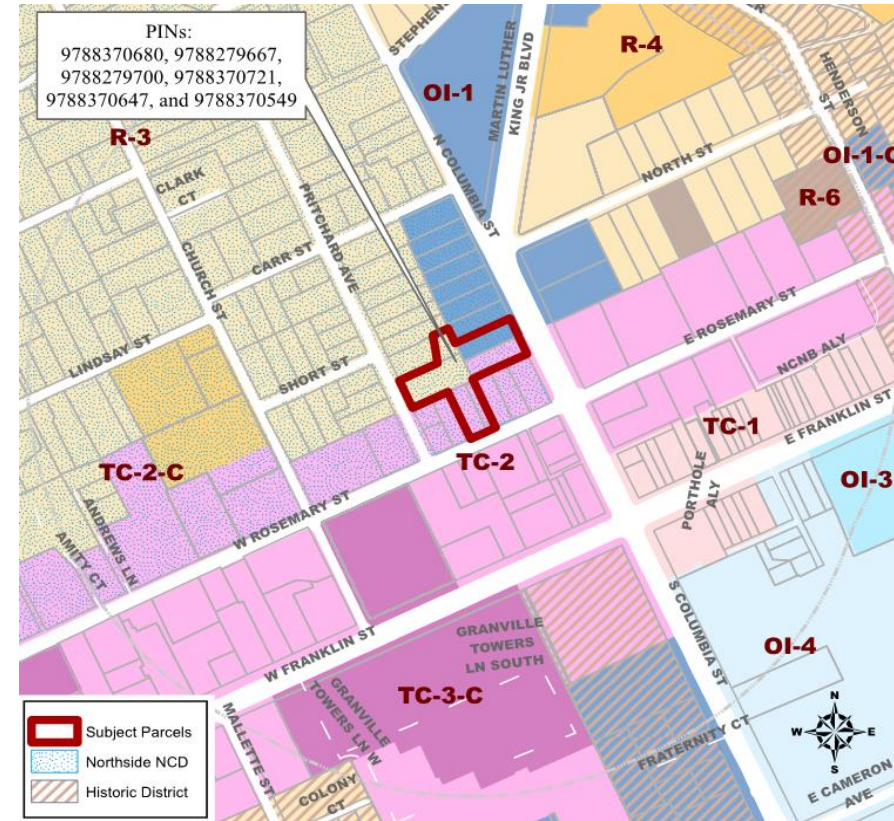 PINs:
9788370680, 9788279667,
9788279700, 9788370721,
9788370647, and 9788370549
STEPHENS
OI-1
MARTIN LUTHER
KING JR BLVD
R-4
HENDERSON
ST
R-3
N COLUMBIA ST
NORTH ST
OI-1-C
CLARK
CT
PRITCHARD AVE
R-6
CHURCH ST
CARR ST
E ROSEMARY ST
LINDSAY ST
SHORT ST
NCNB ALY
E FRANKLIN ST
TC-1
TC-2-C
TC-2
PORTHOLE
ALY
OI-3
ANDREWS LN
AMITY CT
W ROSEMARY ST
S COLUMBIA ST
W FRANKLIN ST
GRANVILLE
TOWERS
LN SOUTH
OI-4
GRANVILLE
TOWERS LN W
TC-3-C
MALLETTE ST
FRATERNITY CT
COLONY
CT
E CAMERON
AVE
N
W E
S
Subject Parcels
Northside NCD
Historic District